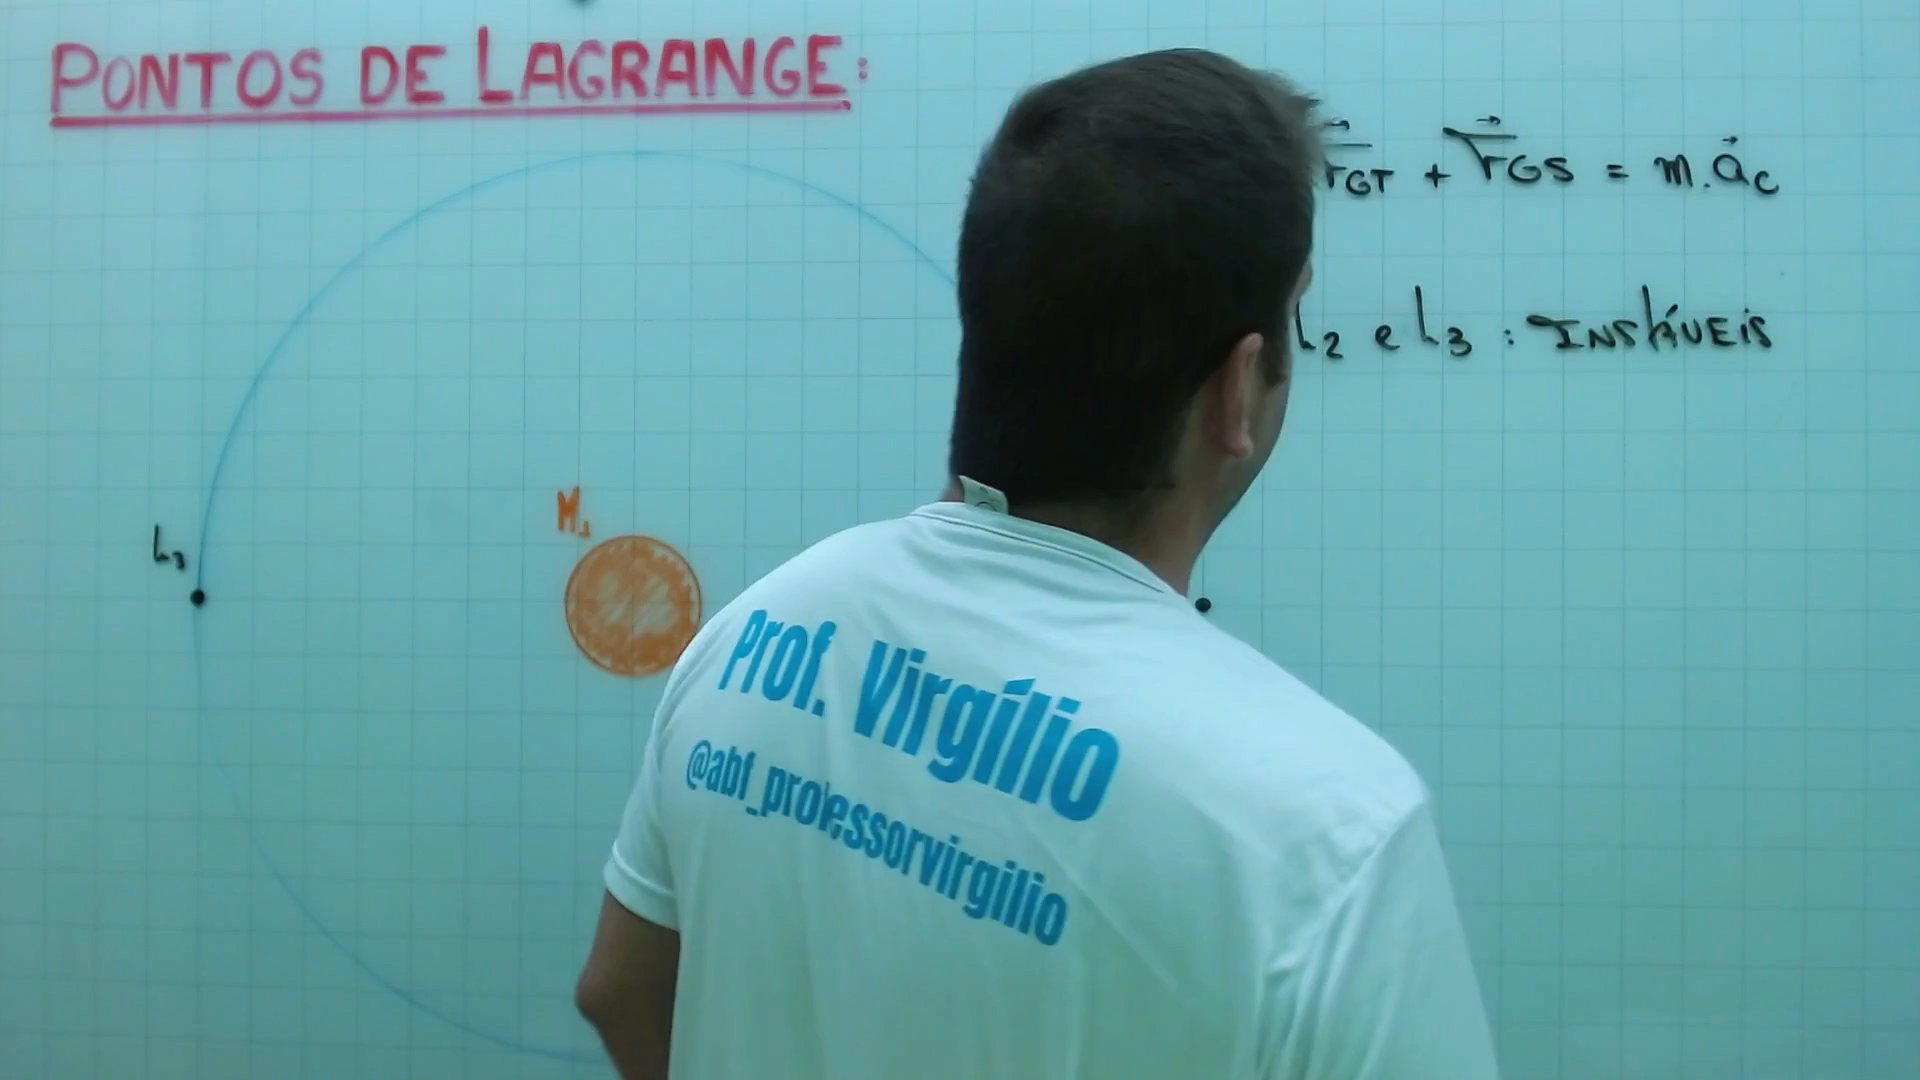 PONTOS DE LAGRANGE:
FGT + FGS = m.ac
L2 e L3 : INSTÁVEIS
M1
L3
Prof. Virgílio
@abf_professorvirgilio